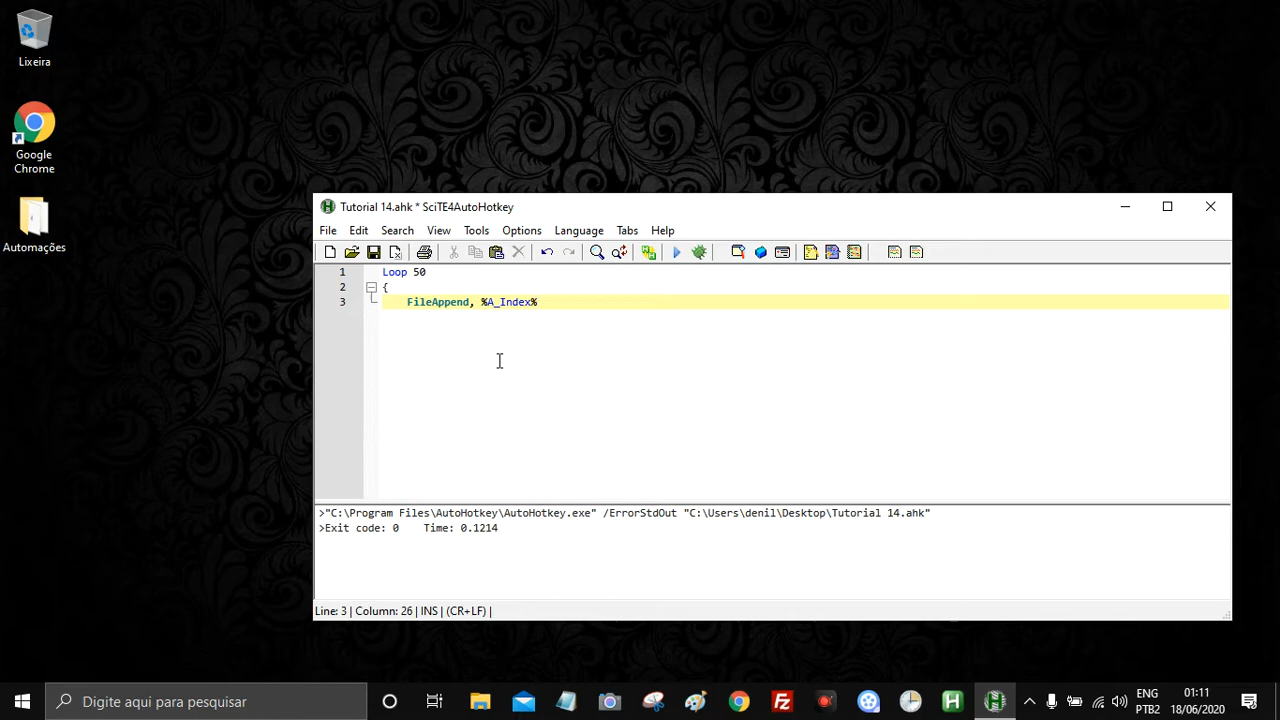 Lixeira
Google
Chrome
Automações
Tutorial 14.ahk * SciTE4AutoHotkey
File Edit Search View Tools Options Language Tabs Help
1 Loop 50
2 {
3 FileAppend, %A_Index%
>"C:\Program Files\AutoHotkey\AutoHotkey.exe" /ErrorStdOut "C:\Users\denil\Desktop\Tutorial 14.ahk"
>Exit code: 0 Time: 0.1214
Line: 3 | Column: 26 | INS | (CR+LF) |
Digite aqui para pesquisar
ENG 01:11
PTB2 18/06/2020